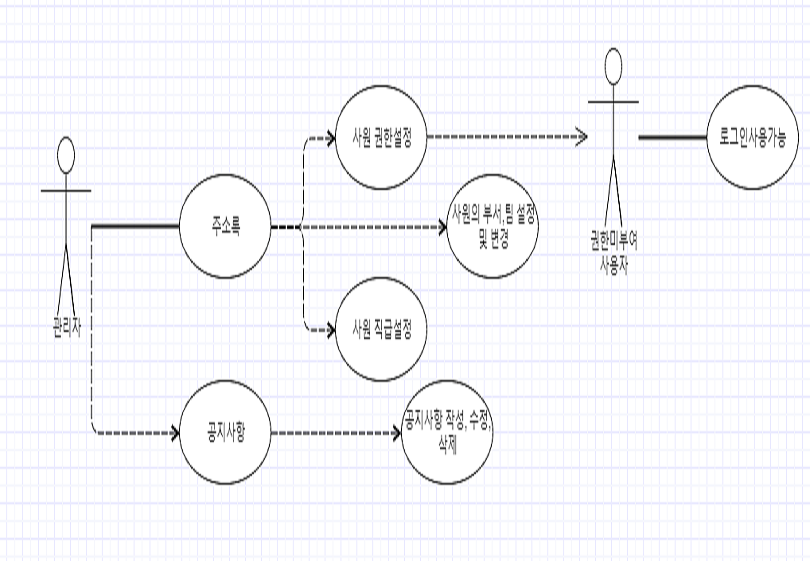 사원 권한설정
로그인사용가능
주소록
사원의 부서,팀 설정
및 변경
권한미부여
사용자
관리자
사원 직급설정
공지사항
공지사항 작성, 수정,
삭제